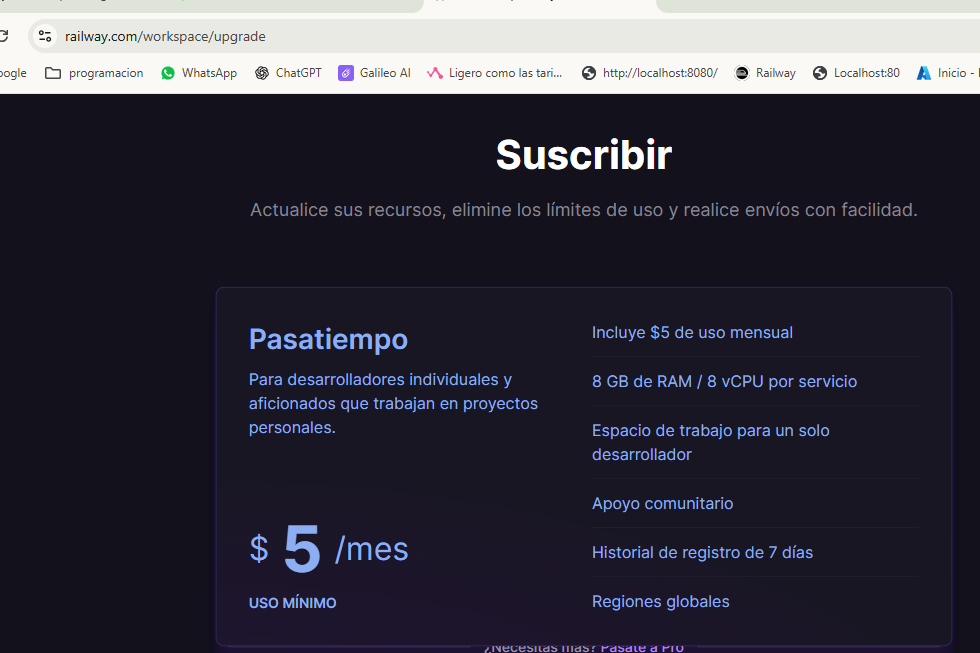 railway.com/workspace/upgrade
programacion WhatsApp ChatGPT Galileo AI Ligero como las tari... http://localhost:8080/ Railway Localhost:80 Inicio -
Suscribir
Actualice sus recursos, elimine los límites de uso y realice envíos con facilidad.
Pasatiempo
Para desarrolladores individuales y
aficionados que trabajan en proyectos
personales.
$ 5 /mes
USO MÍNIMO
Incluye $5 de uso mensual
8 GB de RAM / 8 vCPU por servicio
Espacio de trabajo para un solo
desarrollador
Apoyo comunitario
Historial de registro de 7 días
Regiones globales
¿Necesitas más? Pásate a Pro